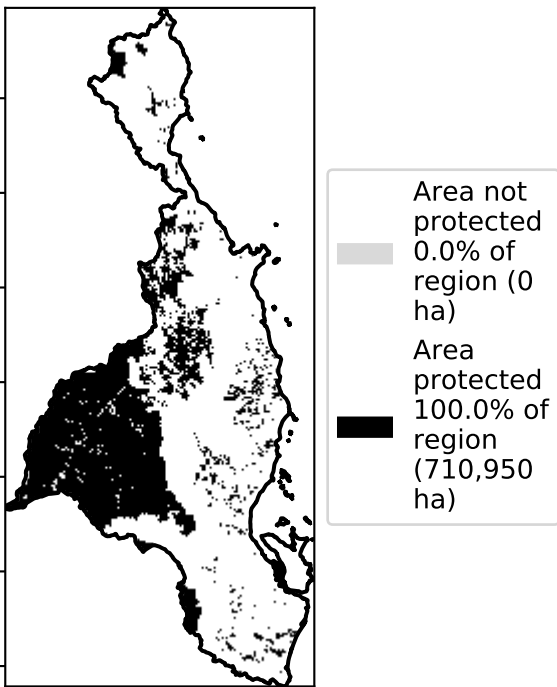 Area not
protected
0.0% of
region (0
ha)
Area
protected
100.0% of
region
(710,950
ha)